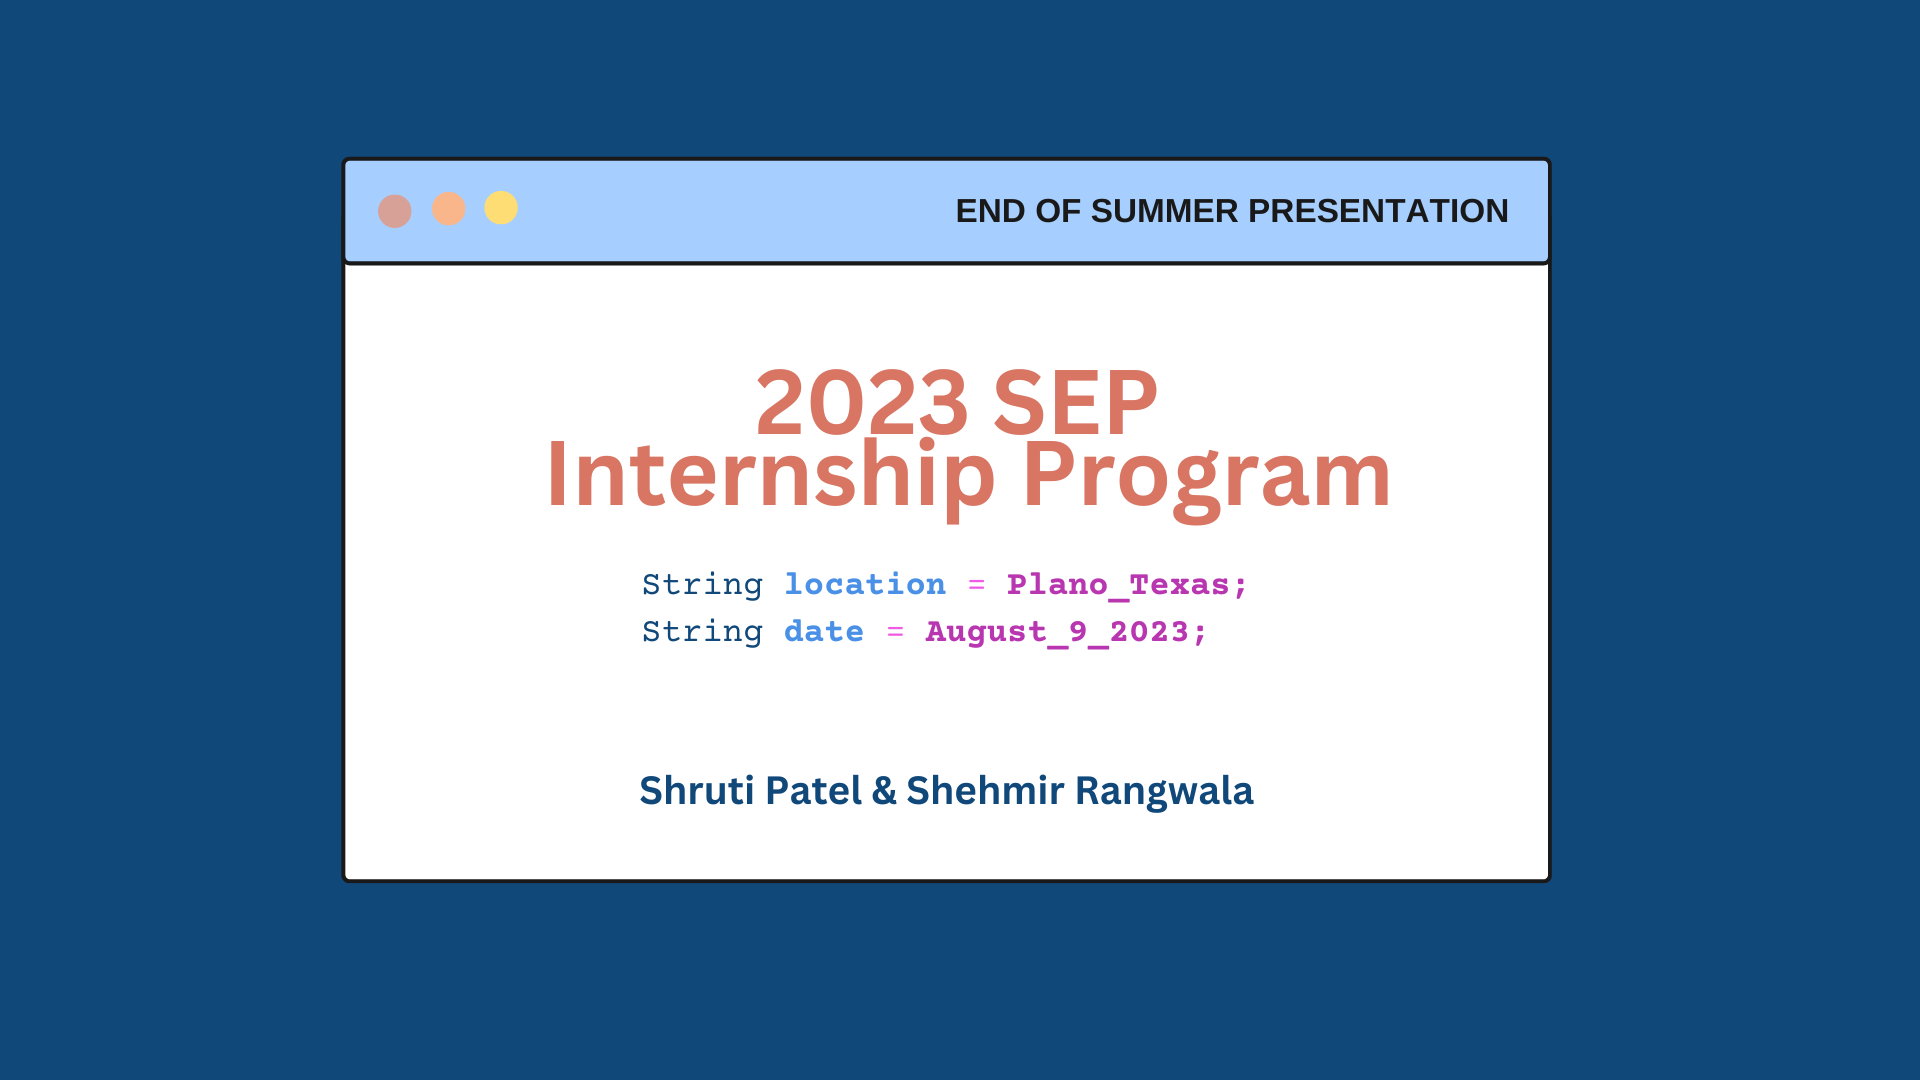 END OF SUMMER PRESENTATION
2023 SEP
Internship Program
String location = Plano_Texas;
String date = August_9_2023;
Shruti Patel & Shehmir Rangwala